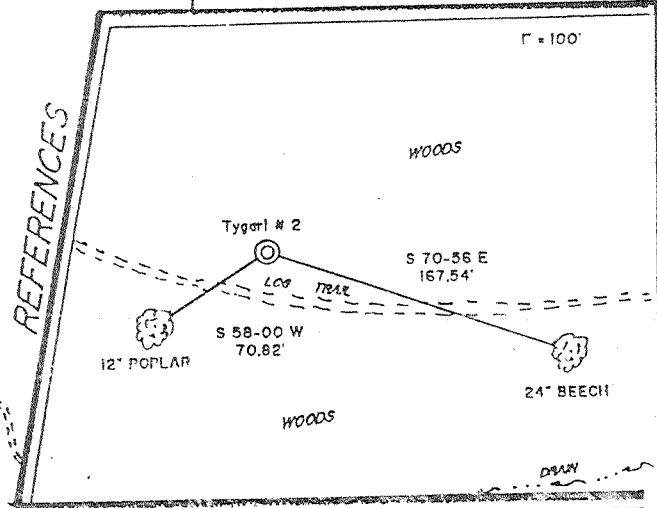 1" = 100'
REFERENCES
WOODS
Tygart # 2
S 70-56 E
167.54'
LOG TRAIL
S 58-00 W
70.82'
12" POPLAR
24" BEECH
WOODS
DRAIN